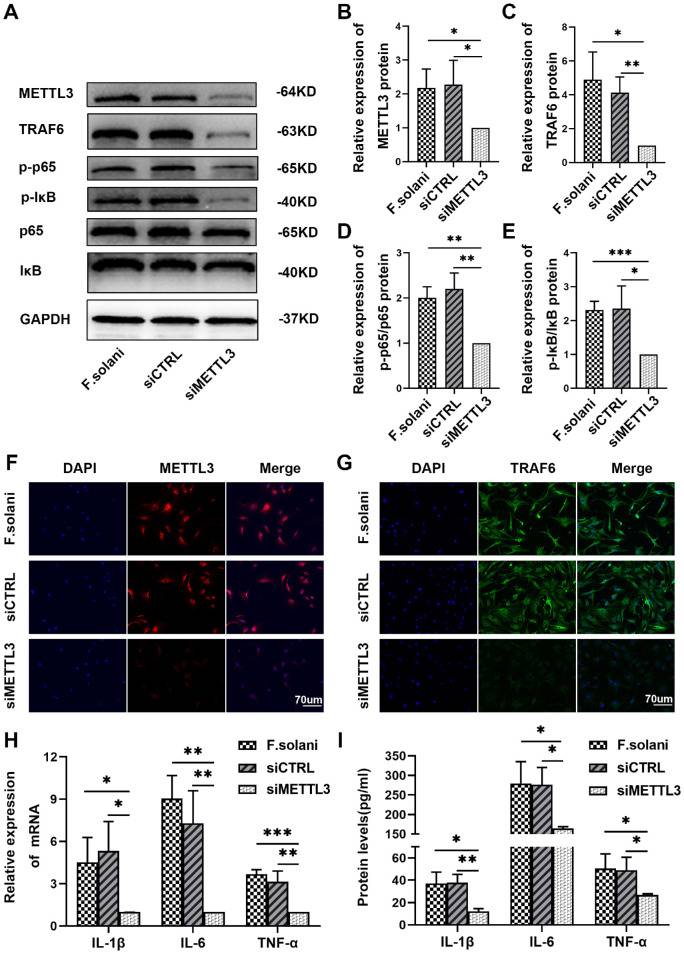 A
METTL3
-64KD
TRAF6
-63KD
p-p65
-65KD
p-IκB
-40KD
p65
-65KD
IκB
-40KD
GAPDH
-37KD
F.solani
siCTRL
siMETTL3
B
Relative expression of
METTL3 protein
4
3
2
1
0
*
*
F.solani
siCTRL
siMETTL3
C
Relative expression of
TRAF6 protein
8
6
4
2
0
*
**
F.solani
siCTRL
siMETTL3
D
Relative expression of
p-p65/p65 protein
3
2
1
0
**
**
F.solani
siCTRL
siMETTL3
E
Relative expression of
p-IκB/IκB protein
4
3
2
1
0
***
*
F.solani
siCTRL
siMETTL3
F
DAPI
METTL3
Merge
F.solani
siCTRL
siMETTL3
70um
G
DAPI
TRAF6
Merge
F.solani
siCTRL
siMETTL3
70um
H
Relative expression
of mRNA
12
9
6
3
0
*
*
**
**
***
**
F.solani
siCTRL
siMETTL3
IL-1β
IL-6
TNF-α
I
Protein levels(pg/ml)
350
300
250
200
150
60
40
20
0
*
**
*
*
*
*
F.solani
siCTRL
siMETTL3
IL-1β
IL-6
TNF-α